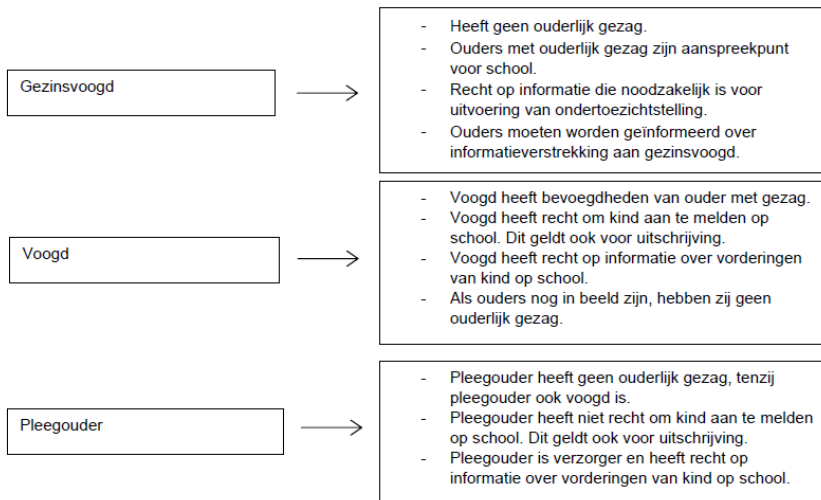 Gezinsvoogd
- Heeft geen ouderlijk gezag.
- Ouders met ouderlijk gezag zijn aanspreekpunt
voor school.
- Recht op informatie die noodzakelijk is voor
uitvoering van ondertoezichtstelling.
- Ouders moeten worden geïnformeerd over
informatieverstrekking aan gezinsvoogd.
Voogd
- Voogd heeft bevoegdheden van ouder met gezag.
- Voogd heeft recht om kind aan te melden op
school. Dit geldt ook voor uitschrijving.
- Voogd heeft recht op informatie over vorderingen
van kind op school.
- Als ouders nog in beeld zijn, hebben zij geen
ouderlijk gezag.
Pleegouder
- Pleegouder heeft geen ouderlijk gezag, tenzij
pleegouder ook voogd is.
- Pleegouder heeft niet recht om kind aan te melden
op school. Dit geldt ook voor uitschrijving.
- Pleegouder is verzorger en heeft recht op
informatie over vorderingen van kind op school.